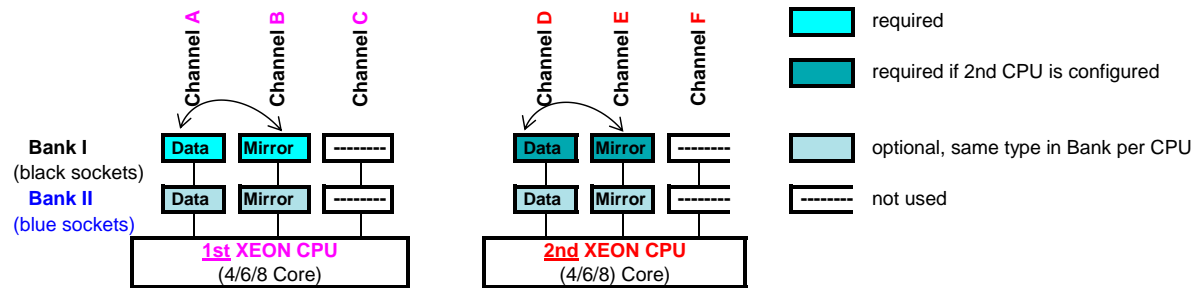 Channel A
Channel B
Channel C
Channel D
Channel E
Channel F
required
required if 2nd CPU is configured
Bank I
(black sockets)
Data Mirror --------
Data Mirror --------
optional, same type in Bank per CPU
Bank II
(blue sockets)
Data Mirror --------
Data Mirror --------
-------- not used
1st XEON CPU
(4/6/8 Core)
2nd XEON CPU
(4/6/8) Core)